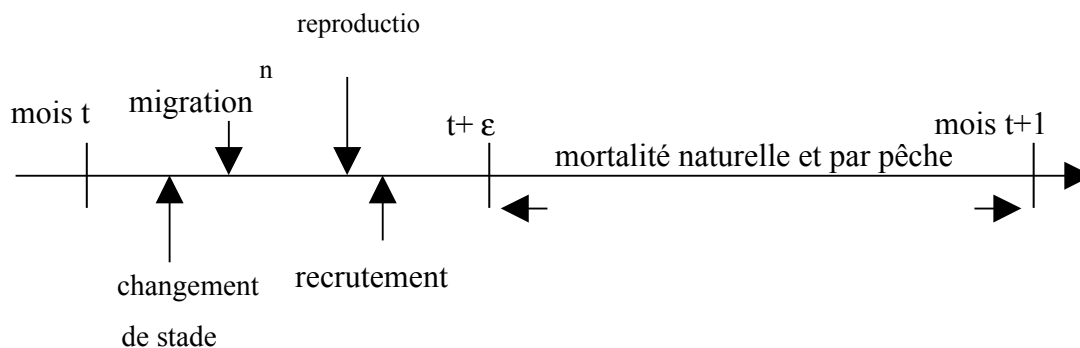 reproductio
n
migration
mois t
t+ ε
mois t+1
mortalité naturelle et par pêche
changement
de stade
recrutement